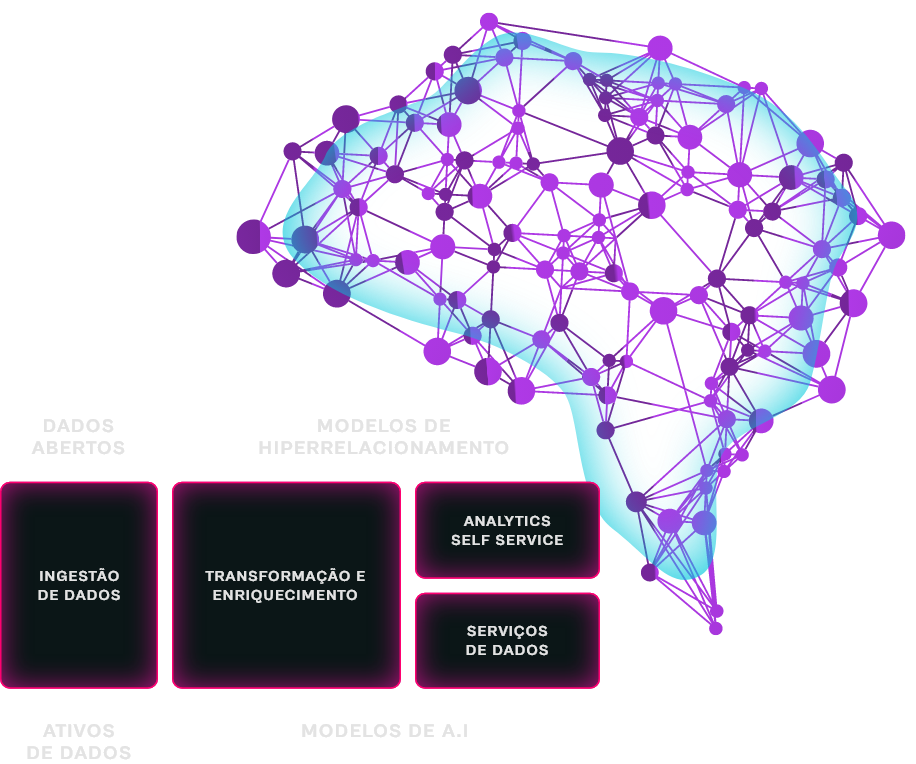 DADOS
ABERTOS
MODELOS DE
HIPERRELACIONAMENTO
INGESTÃO
DE DADOS
TRANSFORMAÇÃO E
ENRIQUECIMENTO
ANALYTICS
SELF SERVICE
SERVIÇOS
DE DADOS
ATIVOS
DE DADOS
MODELOS DE A.I